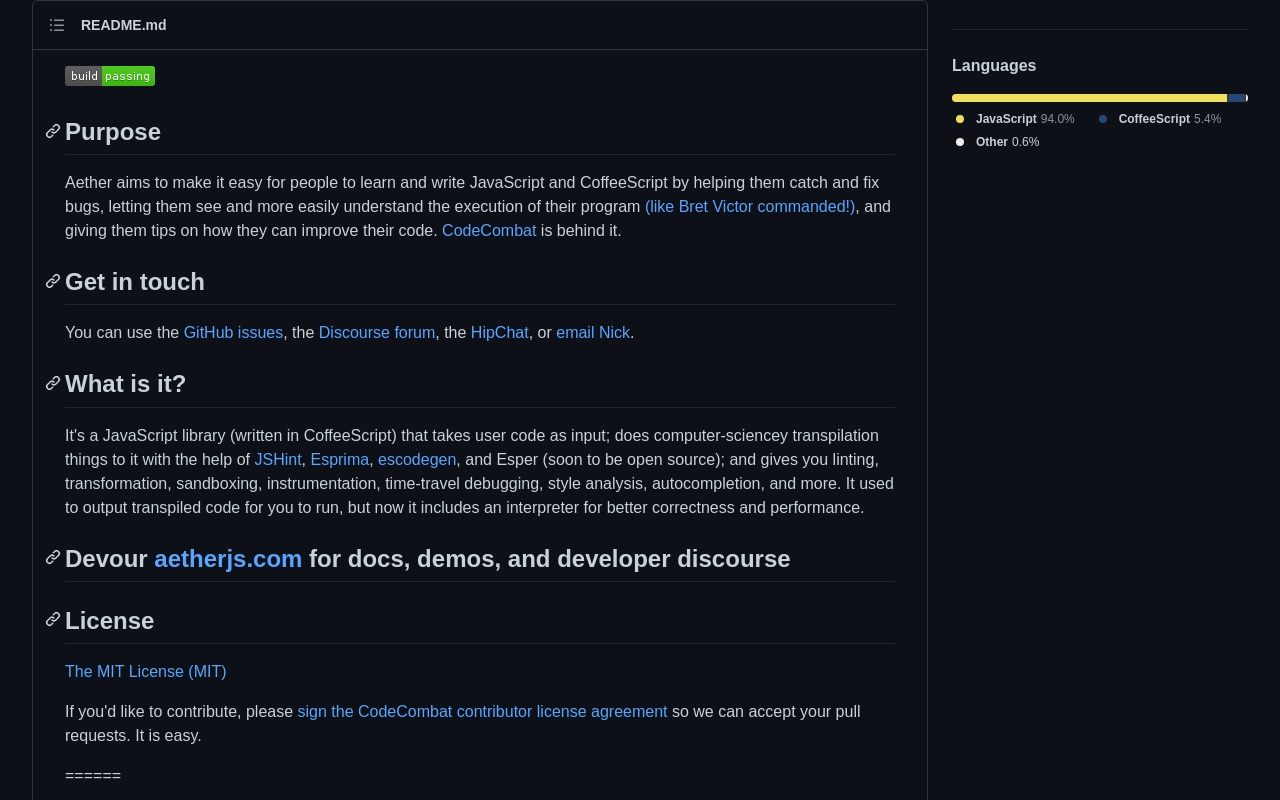 README.md
build passing
Purpose
Aether aims to make it easy for people to learn and write JavaScript and CoffeeScript by helping them catch and fix
bugs, letting them see and more easily understand the execution of their program (like Bret Victor commanded!), and
giving them tips on how they can improve their code. CodeCombat is behind it.
Get in touch
You can use the GitHub issues, the Discourse forum, the HipChat, or email Nick.
What is it?
It's a JavaScript library (written in CoffeeScript) that takes user code as input; does computer-sciencey transpilation
things to it with the help of JSHint, Esprima, escodegen, and Esper (soon to be open source); and gives you linting,
transformation, sandboxing, instrumentation, time-travel debugging, style analysis, autocompletion, and more. It used
to output transpiled code for you to run, but now it includes an interpreter for better correctness and performance.
Devour aetherjs.com for docs, demos, and developer discourse
License
The MIT License (MIT)
If you'd like to contribute, please sign the CodeCombat contributor license agreement so we can accept your pull
requests. It is easy.
======
Languages
JavaScript 94.0% CoffeeScript 5.4%
Other 0.6%